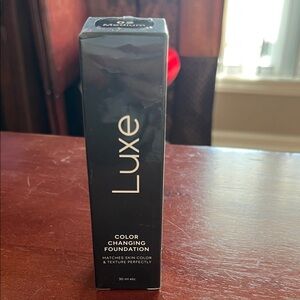 Medium
Luxe
COLOR
CHANGING
FOUNDATION
MATCHES SKIN COLOR
& TEXTURE PERFECTLY